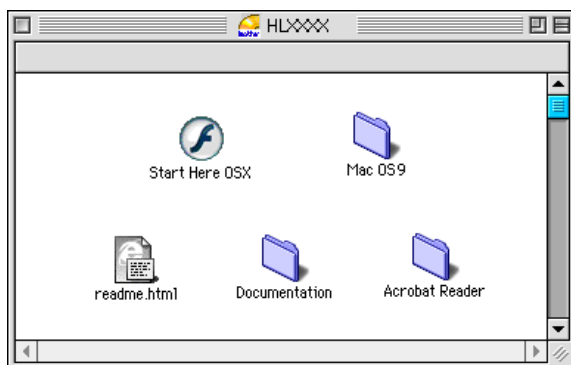 HLXXXX
Start Here OSX
Mac OS9
readme.html
Documentation
Acrobat Reader